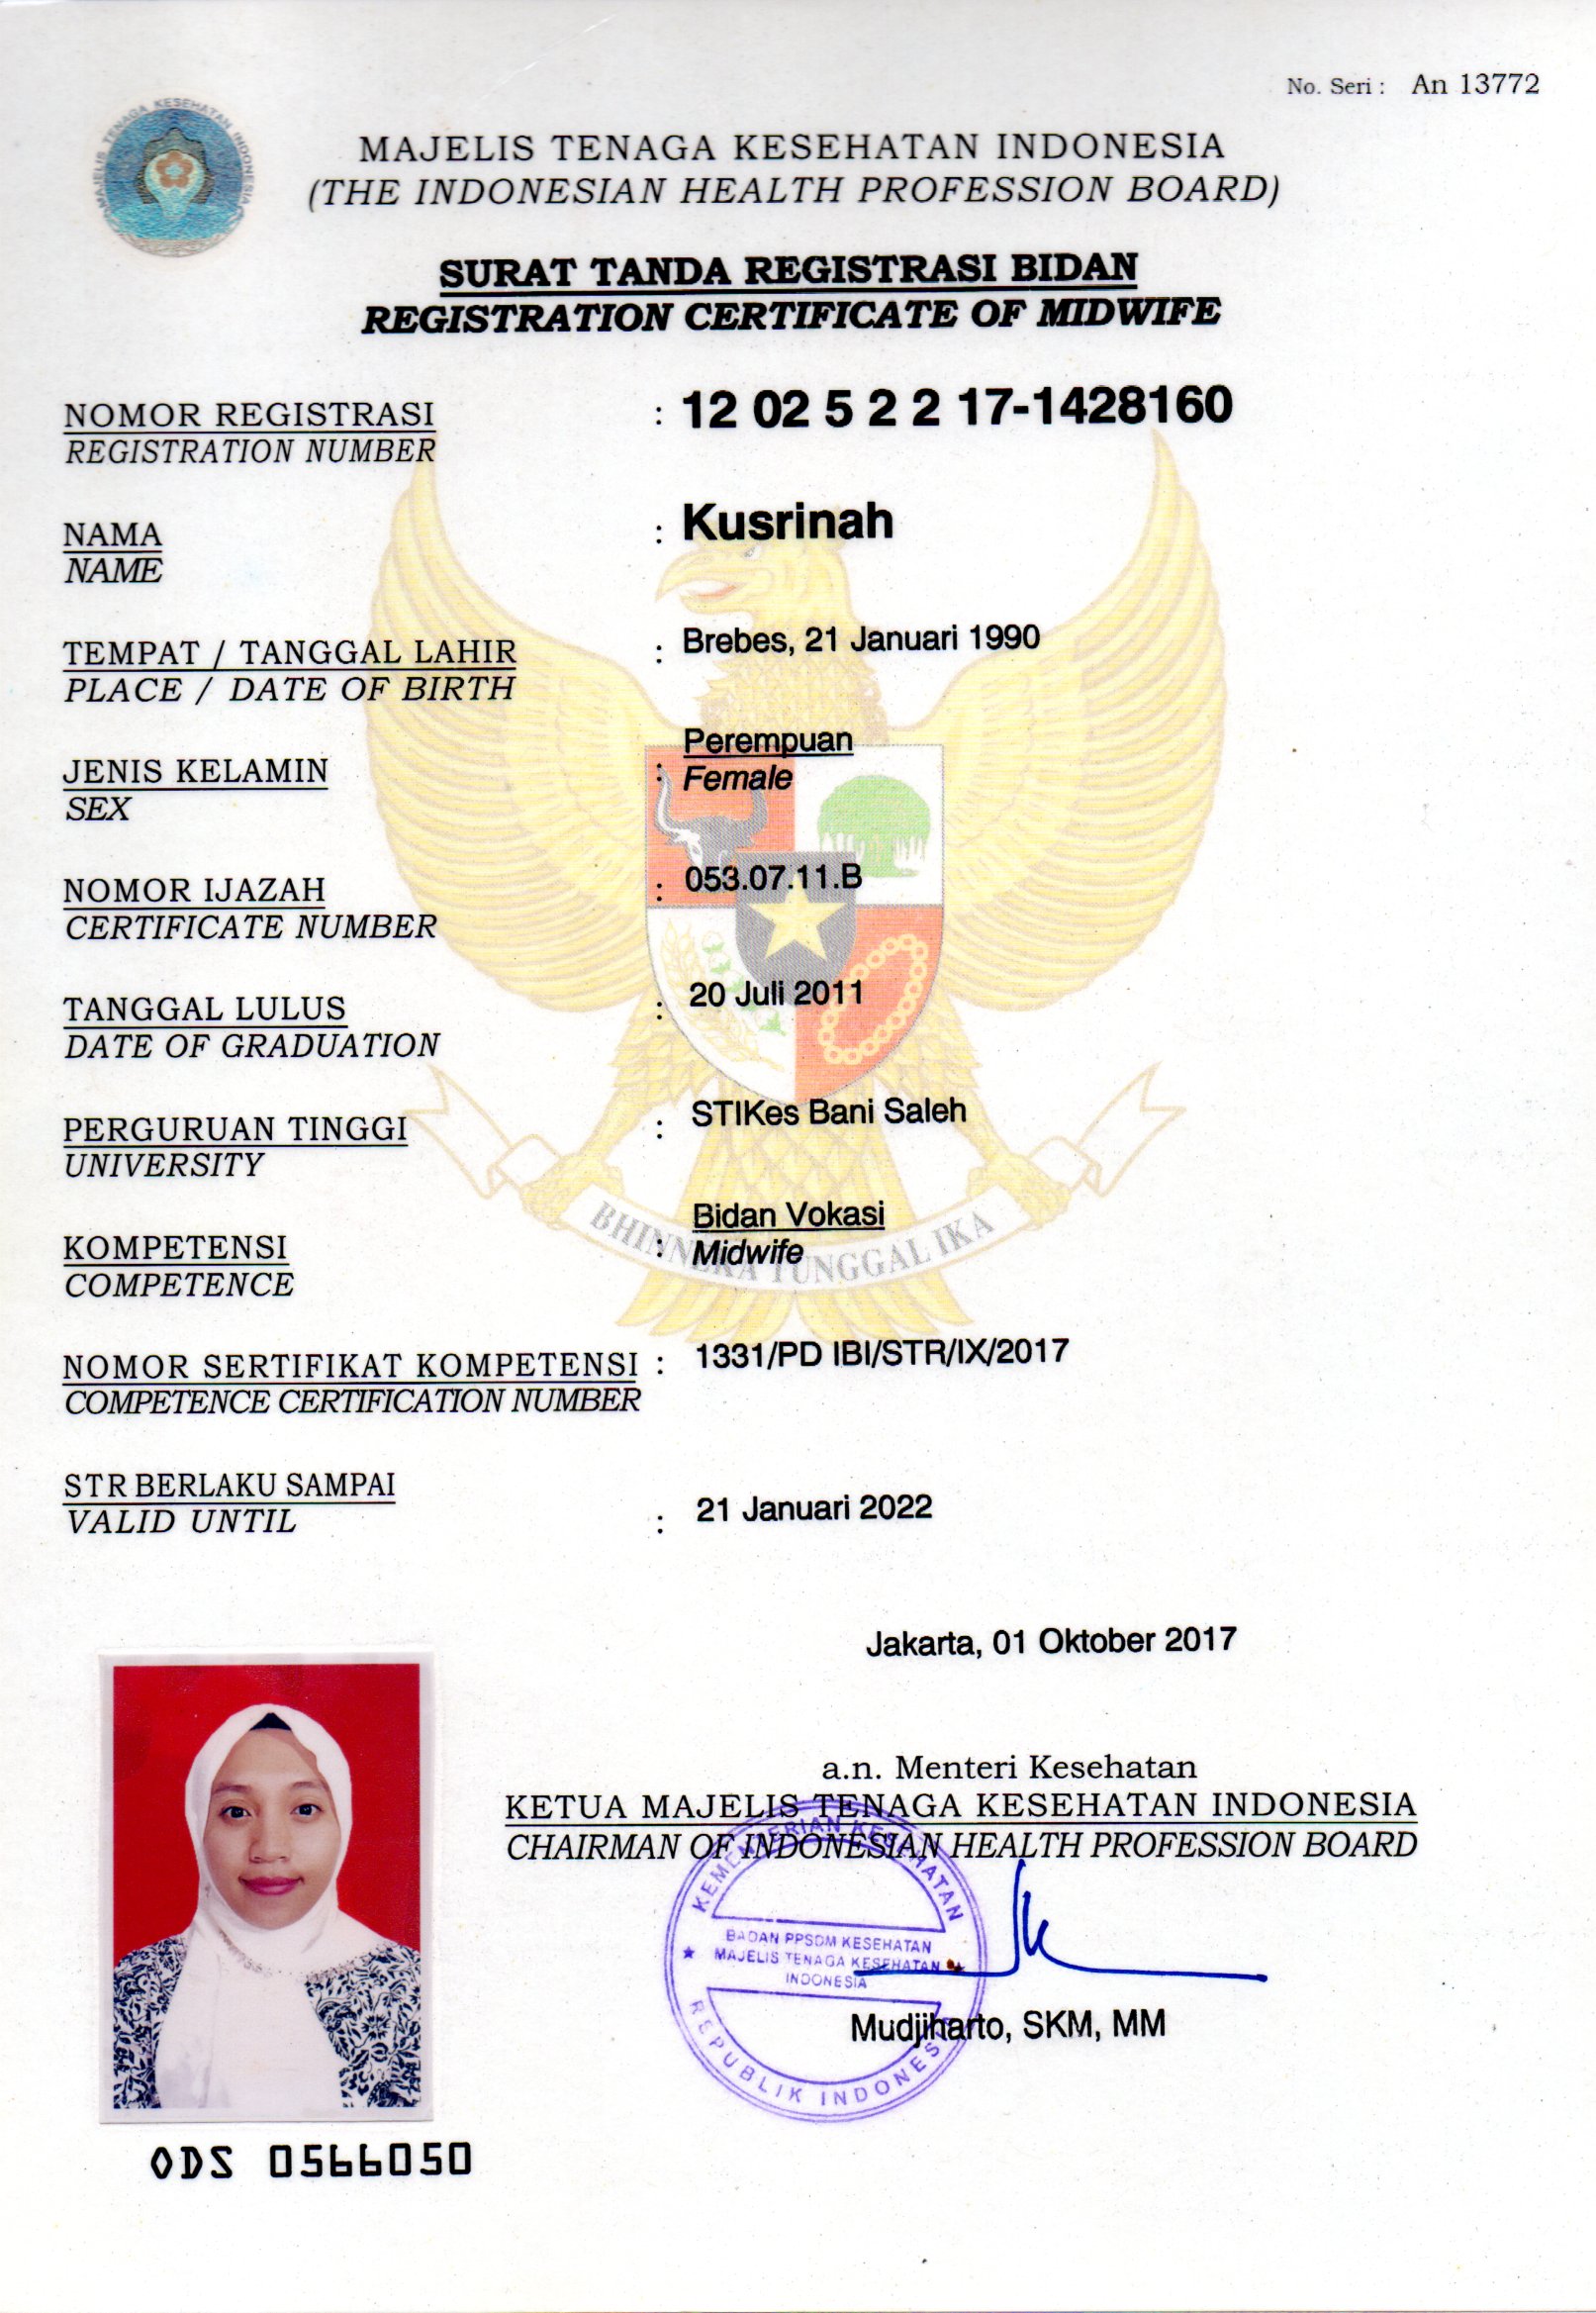 No. Seri : An 13772
MAJELIS TENAGA KESEHATAN INDONESIA
MAJELIS TENAGA KESEHATAN INDONESIA
(THE INDONESIAN HEALTH PROFESSION BOARD)
SURAT TANDA REGISTRASI BIDAN
REGISTRATION CERTIFICATE OF MIDWIFE
NOMOR REGISTRASI : 12 02 5 2 2 17-1428160
REGISTRATION NUMBER
NAMA : Kusrinah
NAME
TEMPAT / TANGGAL LAHIR : Brebes, 21 Januari 1990
PLACE / DATE OF BIRTH
JENIS KELAMIN : Perempuan
SEX : Female
NOMOR IJAZAH : 053.07.11.B
CERTIFICATE NUMBER
TANGGAL LULUS : 20 Juli 2011
DATE OF GRADUATION
PERGURUAN TINGGI : STIKes Bani Saleh
UNIVERSITY
BHINNEKA TUNGGAL IKA
KOMPETENSI : Bidan Vokasi
COMPETENCE Midwife
NOMOR SERTIFIKAT KOMPETENSI : 1331/PD IBI/STR/IX/2017
COMPETENCE CERTIFICATION NUMBER
STR BERLAKU SAMPAI : 21 Januari 2022
VALID UNTIL
Jakarta, 01 Oktober 2017
a.n. Menteri Kesehatan
KETUA MAJELIS TENAGA KESEHATAN INDONESIA
CHAIRMAN OF INDONESIAN HEALTH PROFESSION BOARD
KEMENTERIAN KESEHATAN
BADAN PPSDM KESEHATAN
MAJELIS TENAGA KESEHATAN
INDONESIA
REPUBLIK INDONESIA
Mudjiharto, SKM, MM
ODS 0566050